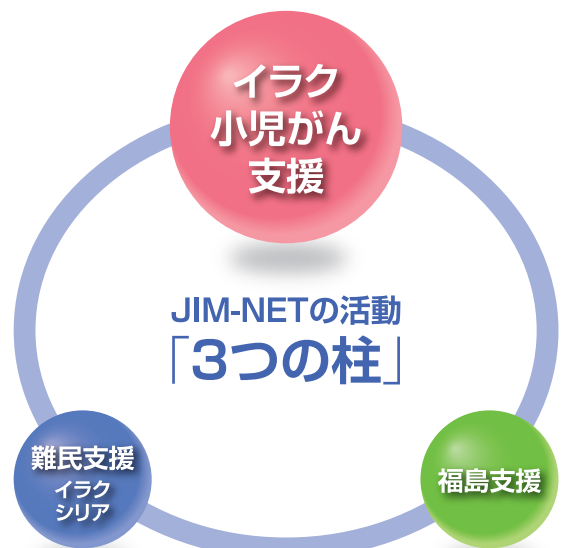 イラク
小児がん
支援
JIM-NETの活動
「3つの柱」
難民支援
イラク
シリア
福島支援